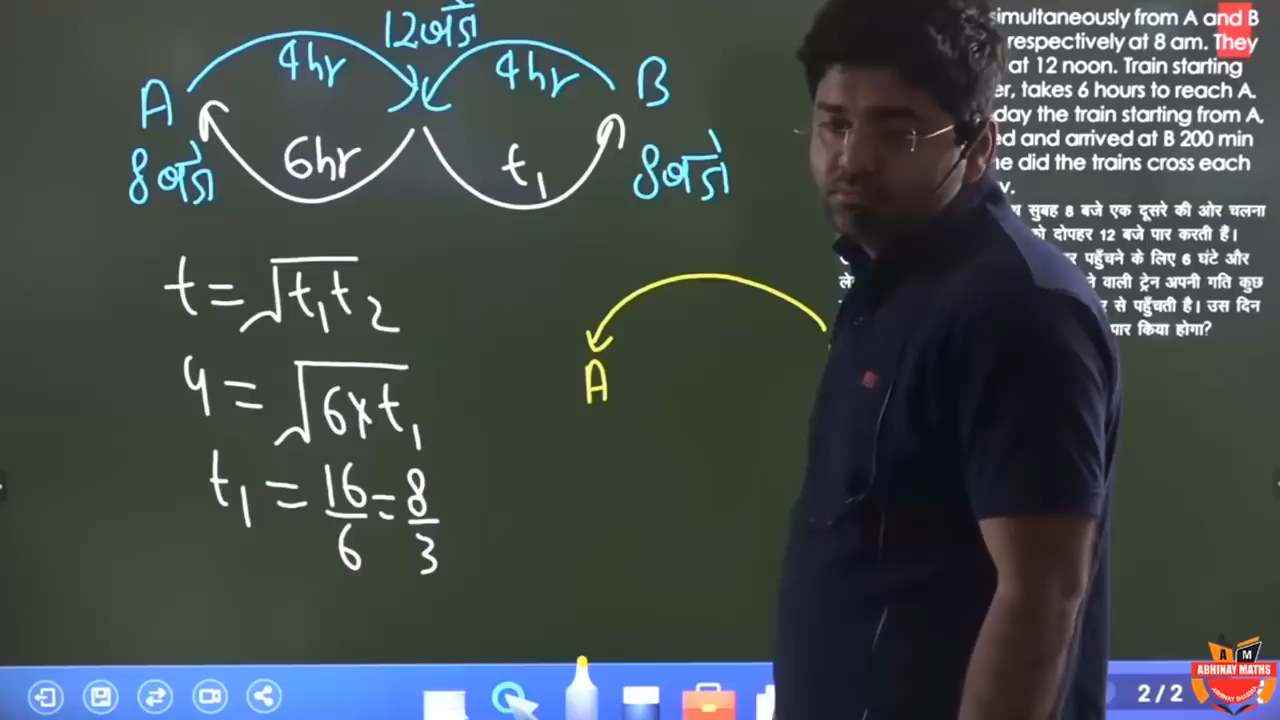 12बजे
4hr
4hr
A
B
6hr
t₁
8बजे
8बजे
t = √t₁t₂
4 = √6×t₁
t₁ = 16/6 = 8/3
A
simultaneously from A and B
respectively at 8 am. They
at 12 noon. Train starting
er, takes 6 hours to reach A.
day the train starting from A,
ed and arrived at B 200 min
did the trains cross each
सुबह 8 बजे एक दूसरे की ओर चलना
को दोपहर 12 बजे पार करती हैं।
पहुँचने के लिए 6 घंटे और
वाली ट्रेन अपनी गति कुछ
से पहुँचती है। उस दिन
पार किया होगा?
2/2
A M
ABHINAY MATHS
ABHINAY SHARMA